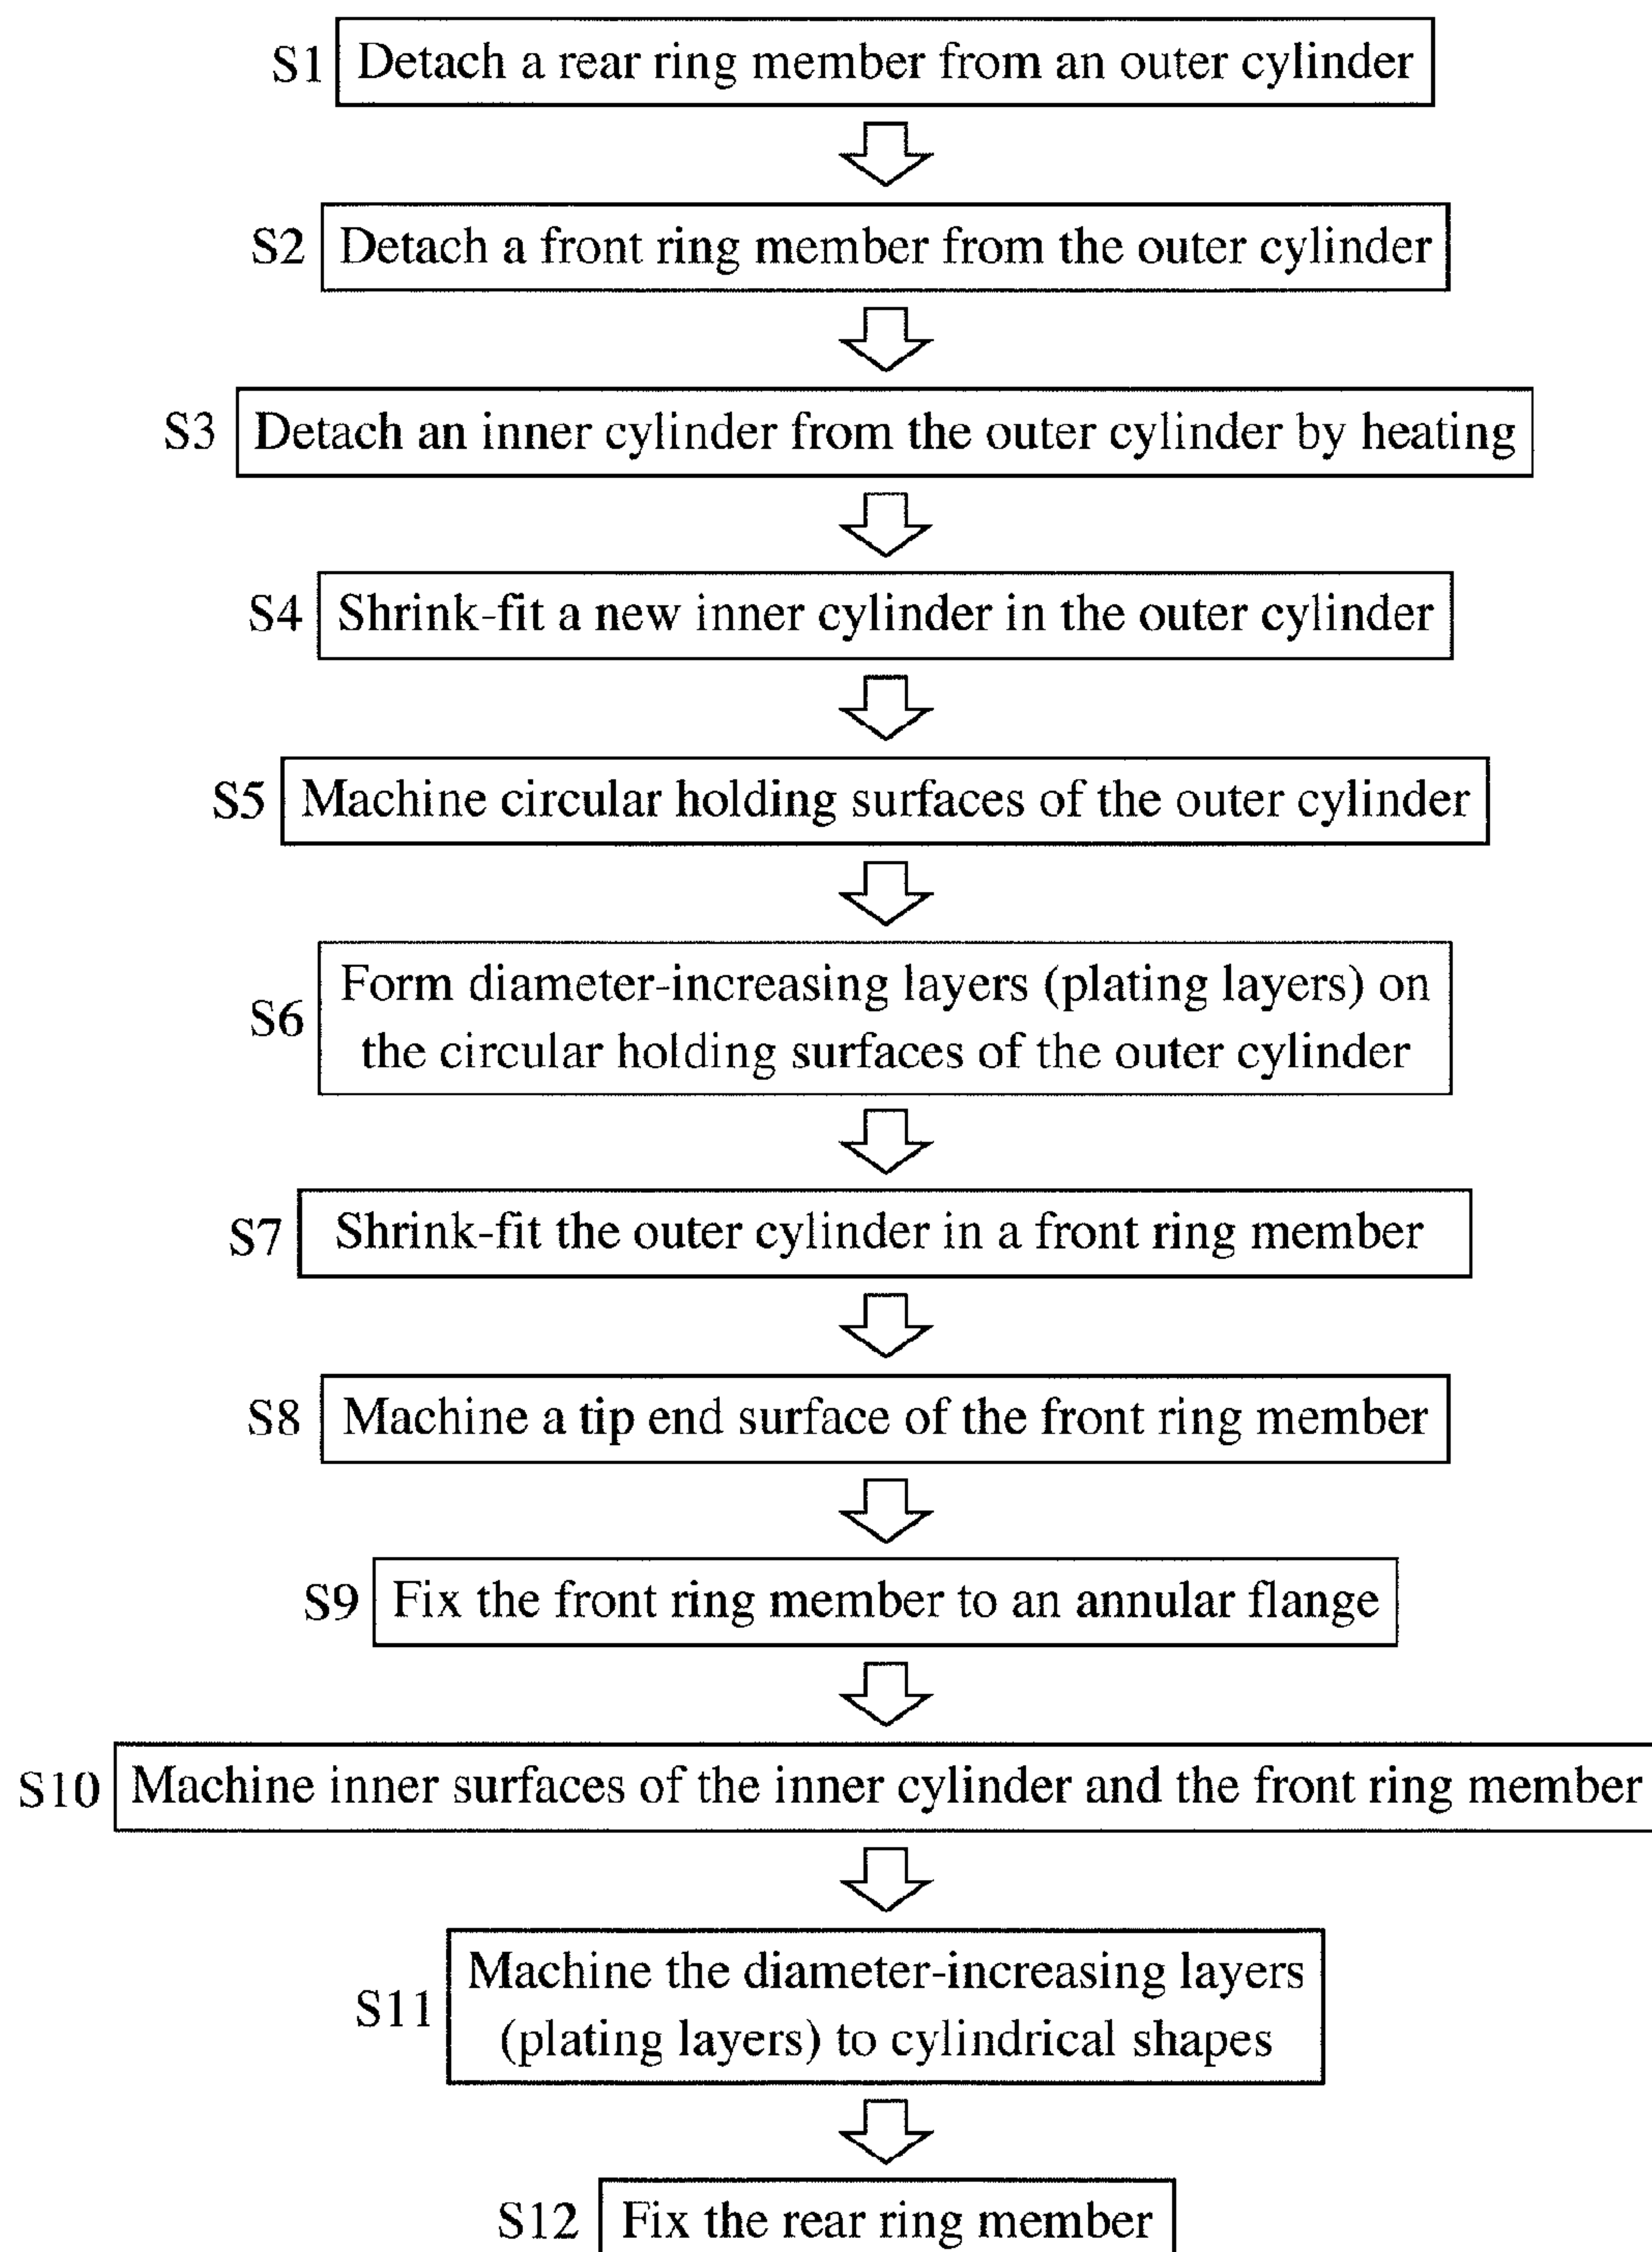 S1 Detach a rear ring member from an outer cylinder
S2 Detach a front ring member from the outer cylinder
S3 Detach an inner cylinder from the outer cylinder by heating
S4 Shrink-fit a new inner cylinder in the outer cylinder
S5 Machine circular holding surfaces of the outer cylinder
S6 Form diameter-increasing layers (plating layers) on
the circular holding surfaces of the outer cylinder
S7 Shrink-fit the outer cylinder in a front ring member
S8 Machine a tip end surface of the front ring member
S9 Fix the front ring member to an annular flange
S10 Machine inner surfaces of the inner cylinder and the front ring member
S11 Machine the diameter-increasing layers
(plating layers) to cylindrical shapes
S12 Fix the rear ring member